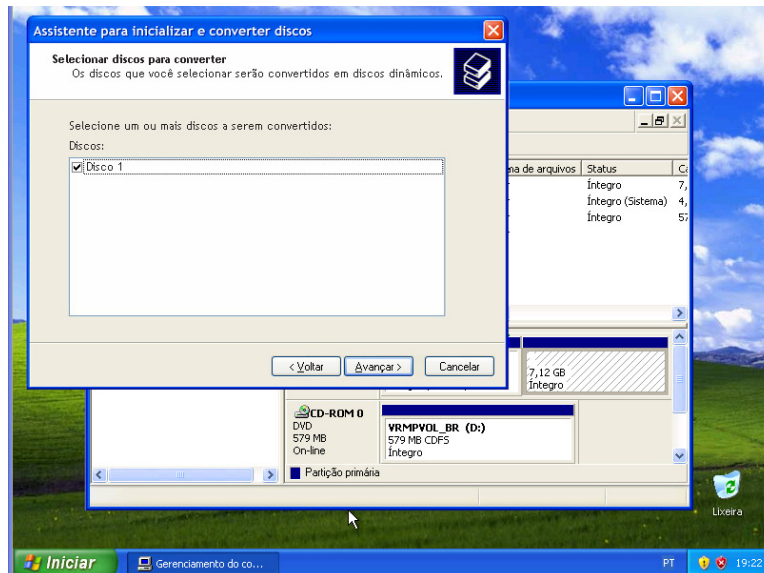 Assistente para inicializar e converter discos
Selecionar discos para converter
Os discos que você selecionar serão convertidos em discos dinâmicos.
Selecione um ou mais discos a serem convertidos:
Discos:
Disco 1
< Voltar
Avançar >
Cancelar
de arquivos
Status
Íntegro
7,
Íntegro (Sistema)
4,
Íntegro
57
7,12 GB
Íntegro
CD-ROM 0
DVD
579 MB
On-line
VRMPVOL_BR (D:)
579 MB CDFS
Íntegro
Partição primária
Lixeira
Iniciar
Gerenciamento do co...
PT
19:22